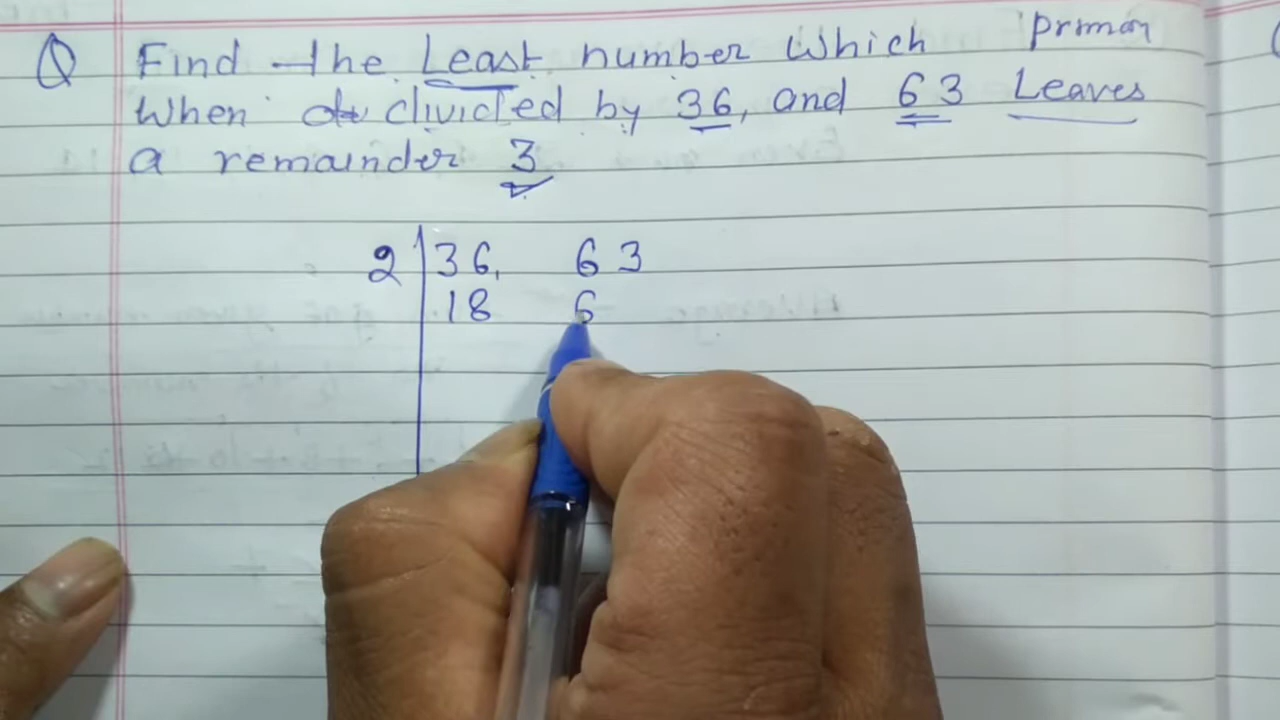 Q Find the Least number which
when divided by 36, and 63 Leaves
a remainder 3
2 36, 63
18 6